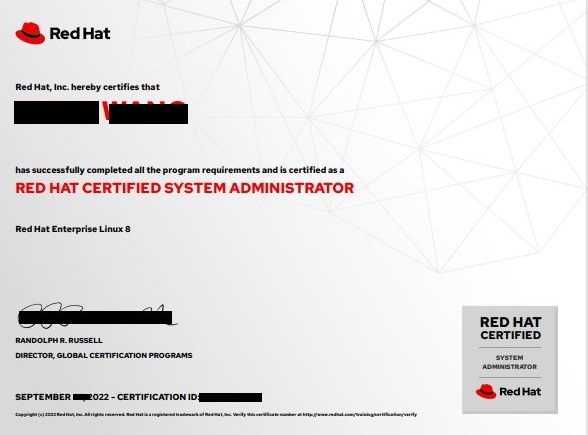 Red Hat
Red Hat, Inc. hereby certifies that
has successfully completed all the program requirements and is certified as a
RED HAT CERTIFIED SYSTEM ADMINISTRATOR
Red Hat Enterprise Linux 8
RANDOLPH R. RUSSELL
DIRECTOR, GLOBAL CERTIFICATION PROGRAMS
RED HAT
CERTIFIED
SYSTEM
ADMINISTRATOR
Red Hat
SEPTEMBER 2022 - CERTIFICATION ID:
Copyright (c) 2022 Red Hat, Inc. All rights reserved. Red Hat is a registered trademark of Red Hat, Inc. Verify this certificate number at http://www.redhat.com/training/certification/verify